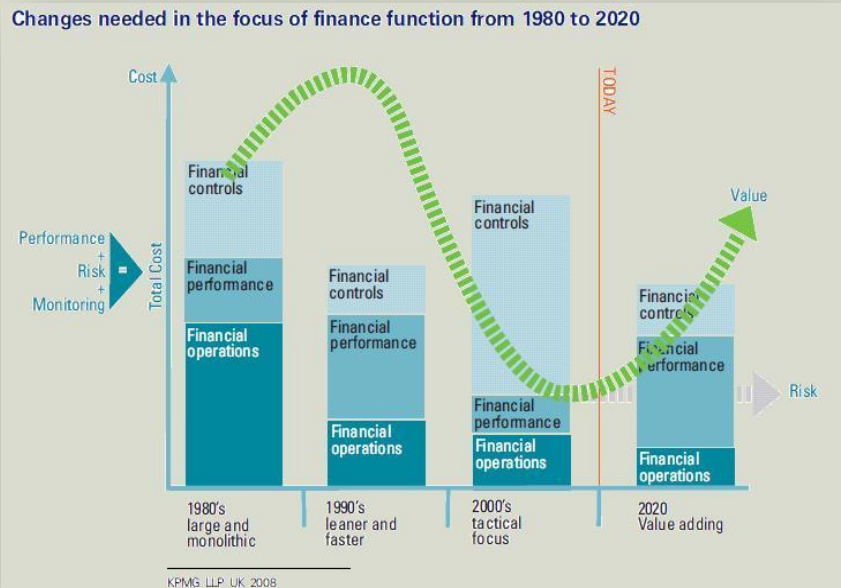 Changes needed in the focus of finance function from 1980 to 2020
Cost
TODAY
Value
Performance
+
Risk
+
Monitoring
=
Total Cost
Financial
controls
Financial
performance
Financial
operations
Financial
controls
Financial
performance
Financial
operations
Financial
controls
Financial
performance
Financial
operations
Financial
controls
Financial
performance
Financial
operations
Risk
1980's
large and
monolithic
1990's
leaner and
faster
2000's
tactical
focus
2020
Value adding
KPMG LLP UK 2008